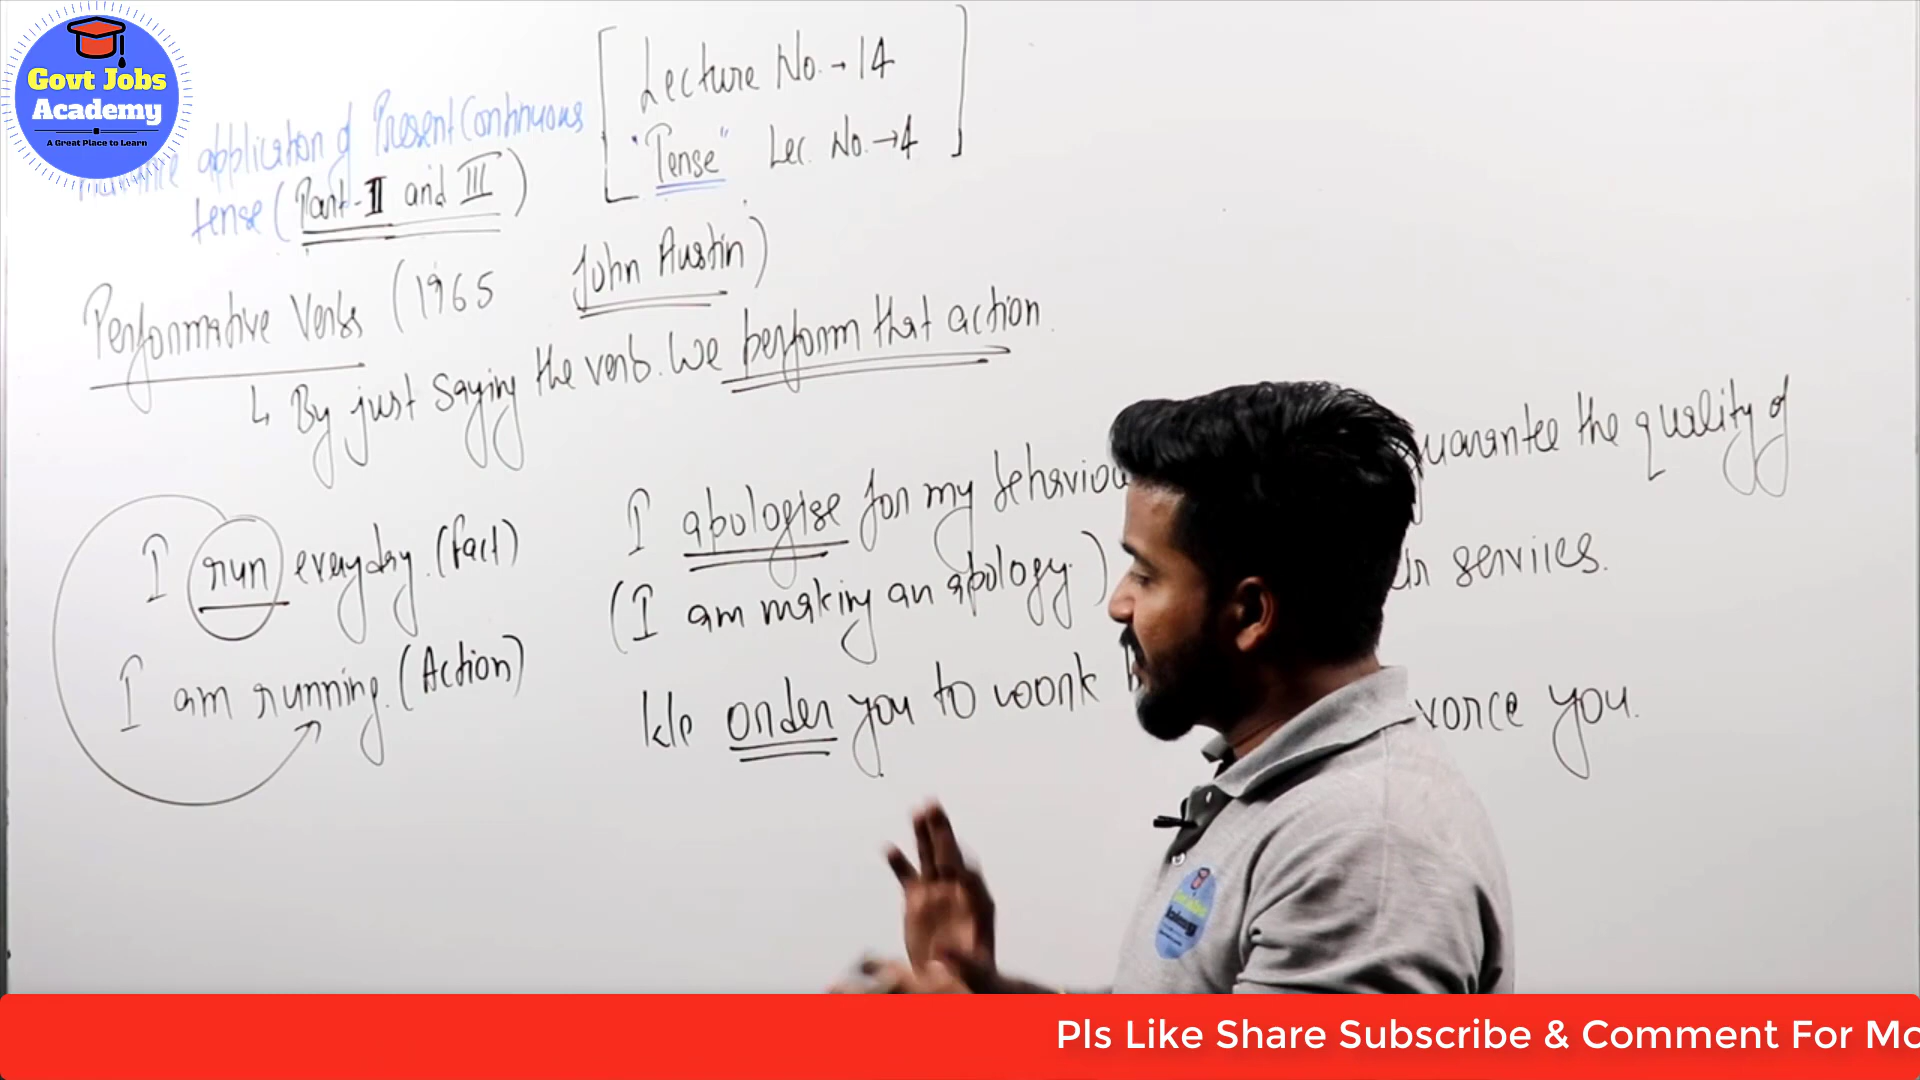 Govt Jobs
Academy
A Great Place to Learn
application of Present Continuous
tense (Part-II and III)
Lecture No. → 14
"Tense" Lec. No. → 4
Performative Verbs (1965 John Austin)
↳ By just saying the verb. We perform that action.
I run everyday. (fact)
I am running. (Action)
I apologise for my behaviou
(I am making an apology.)
We order you to work h
uarantee the quality of
ur services.
vorce you.
Pls Like Share Subscribe & Comment For Mo